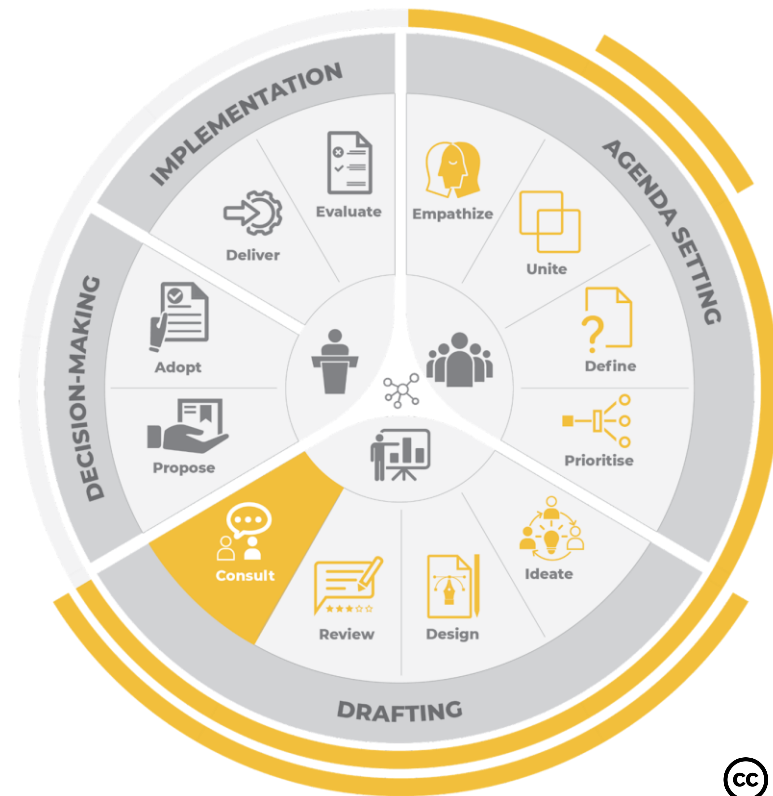 IMPLEMENTATION
AGENDA SETTING
DECISION-MAKING
DRAFTING
Empathize
Unite
Define
Prioritise
Ideate
Design
Review
Consult
Propose
Adopt
Deliver
Evaluate
?
cc